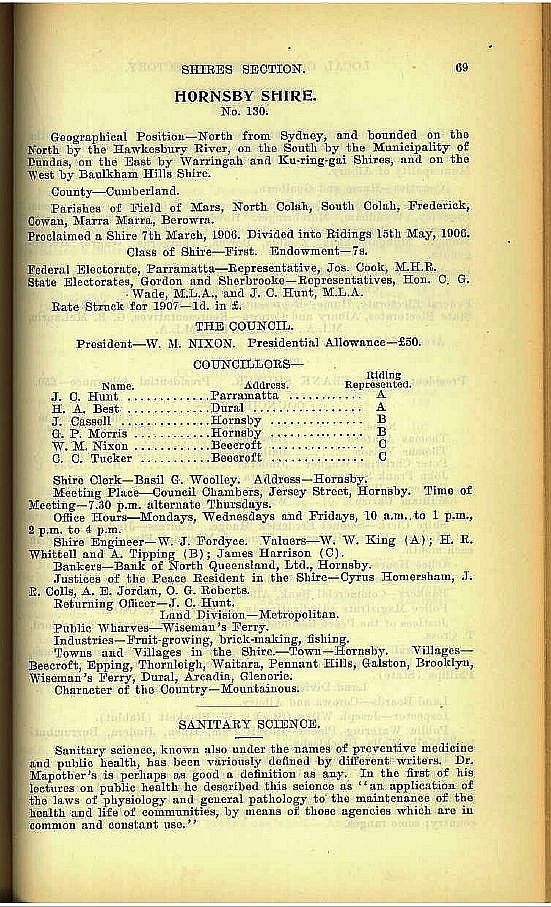 SHIRES SECTION. 69
HORNSBY SHIRE.
No. 130.
Geographical Position—North from Sydney, and bounded on the
North by the Hawkesbury River, on the South by the Municipality of
Dundas, on the East by Warringah and Ku-ring-gai Shires, and on the
West by Baulkham Hills Shire.
County—Cumberland.
Parishes of Field of Mars, North Colah, South Colah, Frederick,
Cowan, Marra Marra, Berowra.
Proclaimed a Shire 7th March, 1906. Divided into Ridings 15th May, 1906.
Class of Shire—First. Endowment—7s.
Federal Electorate, Parramatta—Representative, Jos. Cook, M.H.R.
State Electorates, Gordon and Sherbrooke—Representatives, Hon. C. G.
Wade, M.L.A., and J. C. Hunt, M.L.A.
Rate Struck for 1907—1d. in £.
THE COUNCIL.
President—W. M. NIXON. Presidential Allowance—£50.
COUNCILLORS—
Riding
Name. Address. Represented.
J. C. Hunt ............Parramatta ........... A
H. A. Best ............Dural ................ A
J. Cassell ............Hornsby .............. B
G. P. Morris ...........Hornsby .............. B
W. M. Nixon ...........Beecroft .............. C
C. C. Tucker ...........Beecroft .............. C
Shire Clerk—Basil G. Woolley. Address—Hornsby.
Meeting Place—Council Chambers, Jersey Street, Hornsby. Time of
Meeting—7.30 p.m. alternate Thursdays.
Office Hours—Mondays, Wednesdays and Fridays, 10 a.m. to 1 p.m.,
2 p.m. to 4 p.m.
Shire Engineer—W. J. Fordyce. Valuers—W. W. King (A); H. R.
Whittell and A. Tipping (B); James Harrison (C).
Bankers—Bank of North Queensland, Ltd., Hornsby.
Justices of the Peace Resident in the Shire—Cyrus Homersham, J.
R. Colls, A. E. Jordan, O. G. Roberts.
Returning Officer—J. C. Hunt.
Land Division—Metropolitan.
Public Wharves—Wiseman's Ferry.
Industries—Fruit-growing, brick-making, fishing.
Towns and Villages in the Shire.—Town—Hornsby. Villages—
Beecroft, Epping, Thornleigh, Waitara, Pennant Hills, Galston, Brooklyn,
Wiseman's Ferry, Dural, Arcadia, Glenorie.
Character of the Country—Mountainous.
SANITARY SCIENCE.
Sanitary science, known also under the names of preventive medicine
and public health, has been variously defined by different writers. Dr.
Mapother's is perhaps as good a definition as any. In the first of his
lectures on public health he described this science as "an application of
the laws of physiology and general pathology to the maintenance of the
health and life of communities, by means of those agencies which are in
common and constant use."